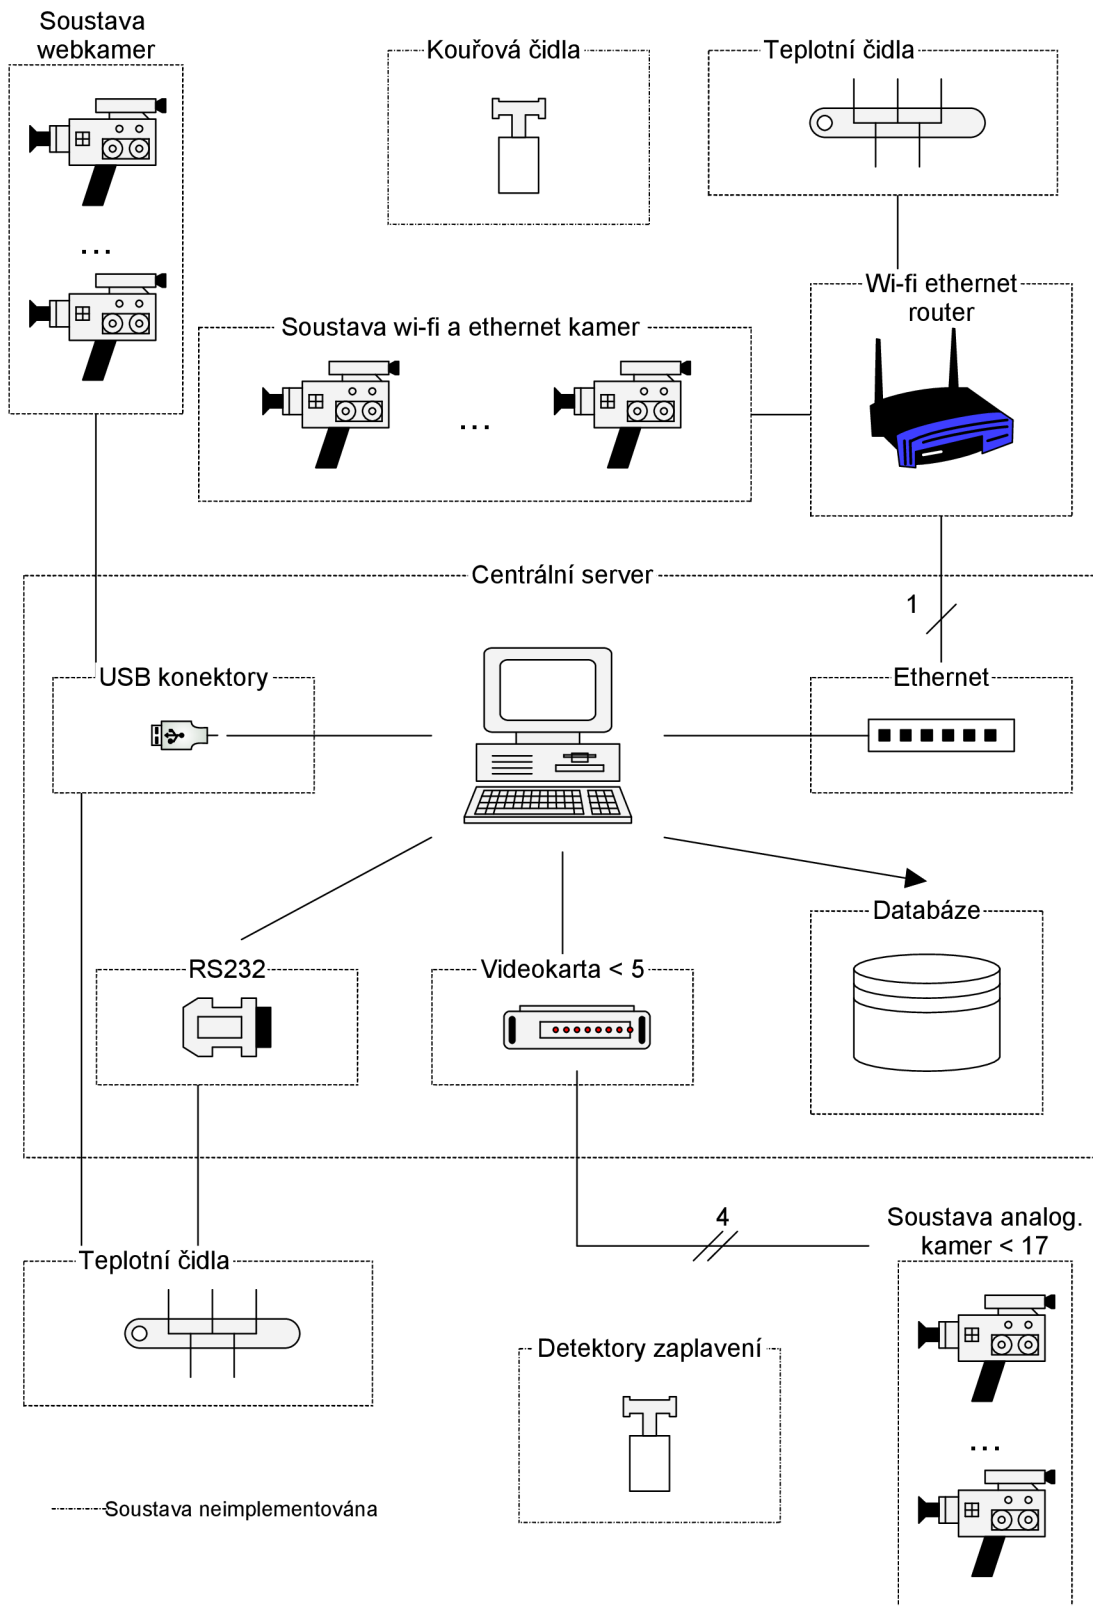 Soustava
webkamer
Kouřová čidla
Teplotní čidla
Wi-fi ethernet
router
Soustava wi-fi a ethernet kamer
...
...
Centrální server
1
USB konektory
Ethernet
Databáze
RS232
Videokarta < 5
4
Soustava analog.
kamer < 17
Teplotní čidla
Detektory zaplavení
...
Soustava neimplementována